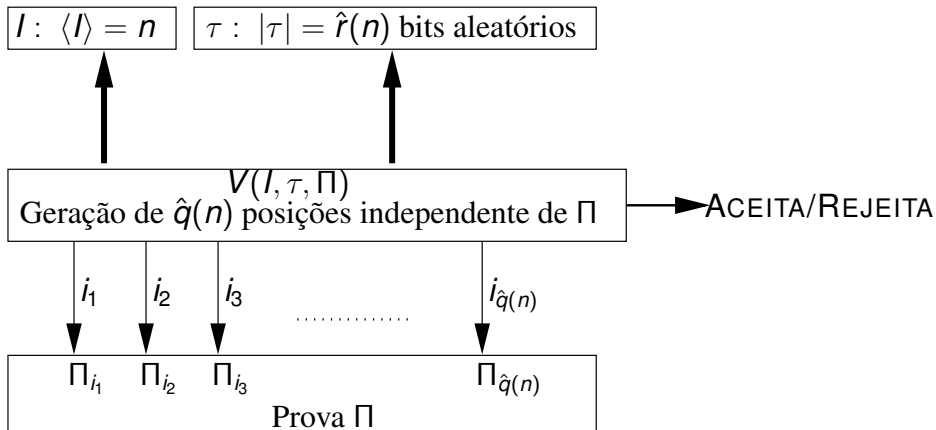 I : ⟨I⟩ = n
τ : |τ| = r̂(n) bits aleatórios
V(I, τ, Π)
Geração de q̂(n) posições independente de Π
ACEITA/REJEITA
i₁ i₂ i₃ i_q̂(n)
..............
Π_i₁ Π_i₂ Π_i₃ Π_q̂(n)
Prova Π